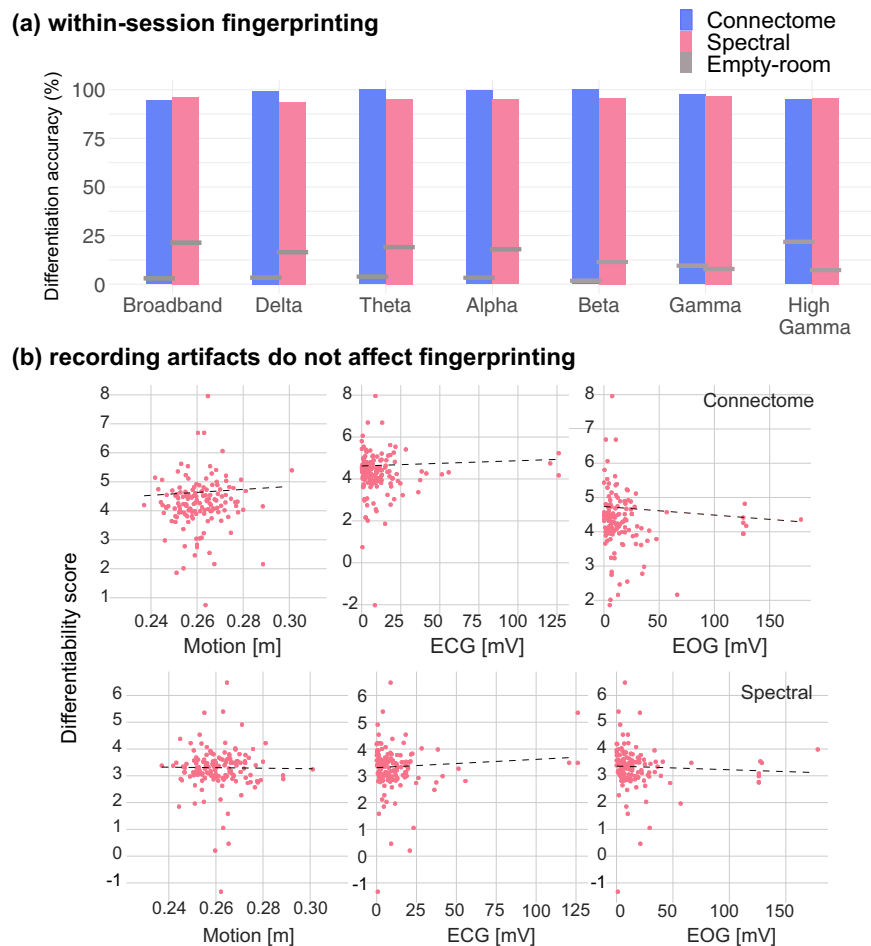 (a) within-session fingerprinting
Connectome
Spectral
Empty-room
Differentiation accuracy (%)
100
75
50
25
0
Broadband Delta Theta Alpha Beta Gamma High Gamma
(b) recording artifacts do not affect fingerprinting
Differentiability score
8
7
6
5
4
3
2
1
0.24 0.26 0.28 0.30
Motion [m]
8
6
4
2
0
-2
0 25 50 75 100 125
ECG [mV]
Connectome
8
7
6
5
4
3
2
0 50 100 150
EOG [mV]
6
5
4
3
2
1
0
-1
0.24 0.26 0.28 0.30
Motion [m]
6
5
4
3
2
1
0
-1
0 25 50 75 100 125
ECG [mV]
Spectral
6
5
4
3
2
1
0
-1
0 50 100 150
EOG [mV]